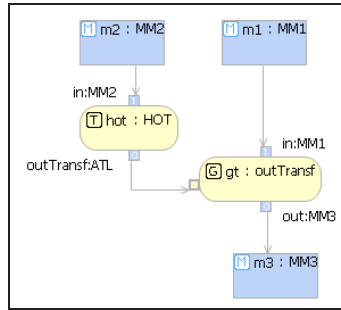 M m2 : MM2
M m1 : MM1
in:MM2
I
T hot : HOT
O
outTransf:ATL
I
in:MM1
G gt : outTransf
O
out:MM3
M m3 : MM3